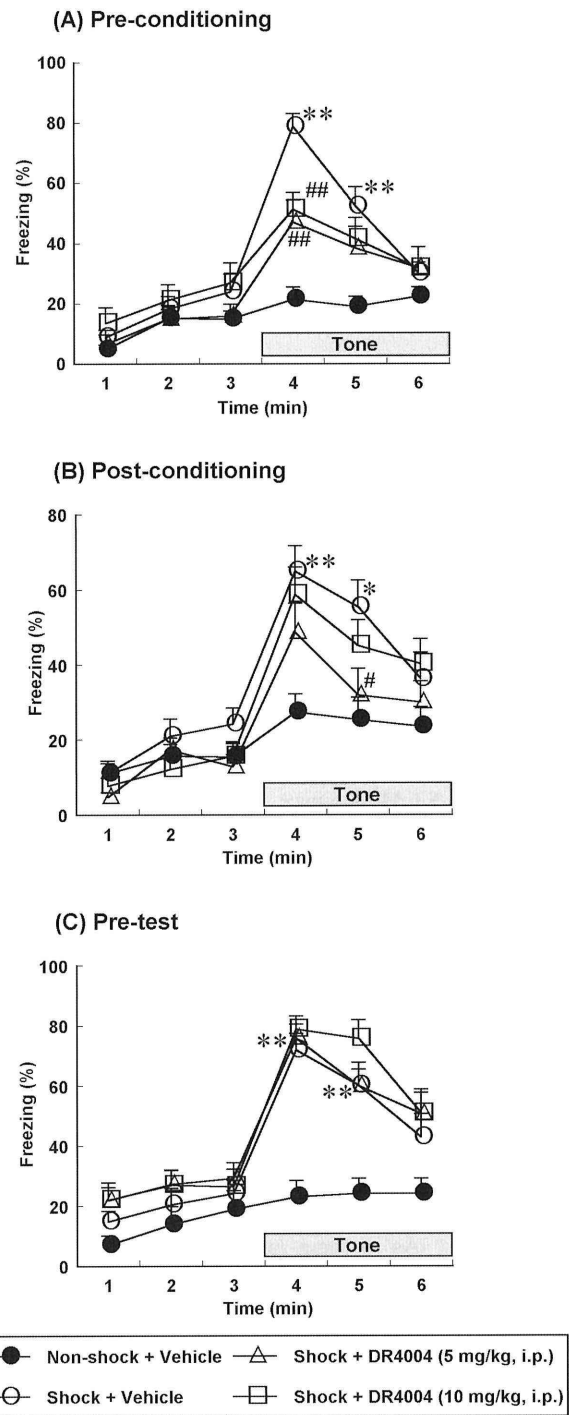 (A) Pre-conditioning
100
80
60
40
20
0
Freezing (%)
**
**
##
##
Tone
1 2 3 4 5 6
Time (min)
(B) Post-conditioning
80
60
40
20
0
Freezing (%)
**
*
#
Tone
1 2 3 4 5 6
Time (min)
(C) Pre-test
100
80
60
40
20
0
Freezing (%)
**
**
Tone
1 2 3 4 5 6
Time (min)
Non-shock + Vehicle
Shock + DR4004 (5 mg/kg, i.p.)
Shock + Vehicle
Shock + DR4004 (10 mg/kg, i.p.)